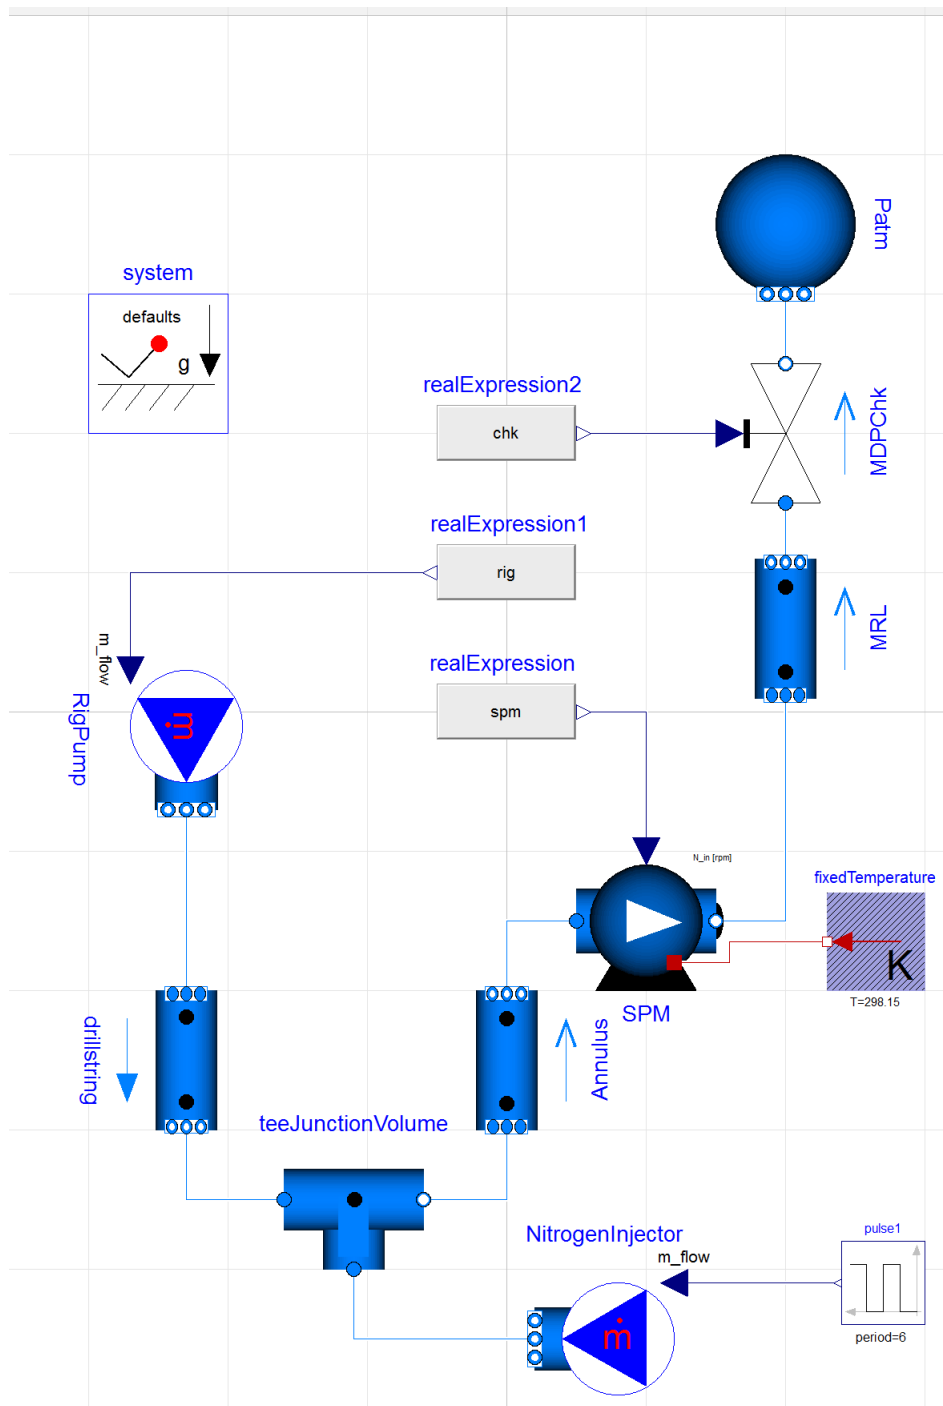 Patm
system
defaults
g
realExpression2
chk
MDPChk
realExpression1
rig
m_flow
MRL
realExpression
spm
RigPump
ṁ
N_in [rpm]
fixedTemperature
K
T=298.15
SPM
drillstring
Annulus
teeJunctionVolume
NitrogenInjector
pulse1
m_flow
ṁ
period=6